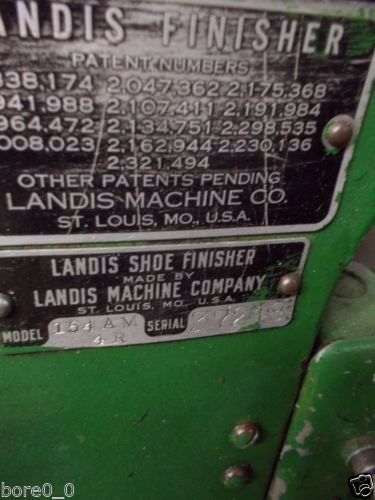 LANDIS FINISHER
PATENT NUMBERS
838,174 2,047,362 2,175,368
941,988 2,107,411 2,191,984
964,472 2,134,751 2,298,535
008,023 2,162,944 2,230,136
2,321,494
OTHER PATENTS PENDING
LANDIS MACHINE CO.
ST. LOUIS, MO., U.S.A.
LANDIS SHOE FINISHER
MADE BY
LANDIS MACHINE COMPANY
ST. LOUIS, MO., U.S.A.
MODEL 154 AV SERIAL
4 R
bore0_0